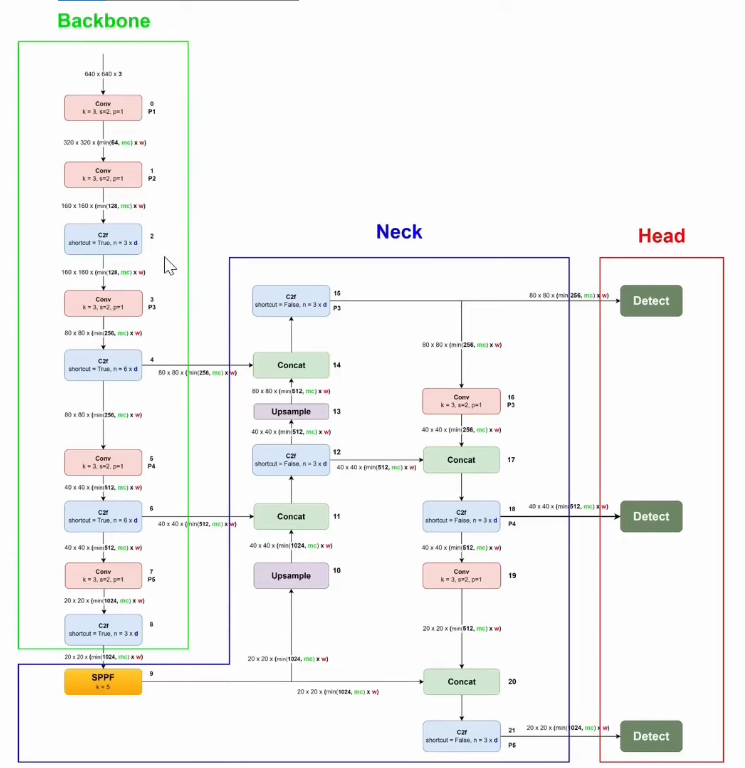 Backbone
640 x 640 x 3
Conv
k = 3, s=2, p=1
0
P1
320 x 320 x (min(64, mc) x w)
Conv
k = 3, s=2, p=1
1
P2
160 x 160 x (min(128, mc) x w)
C2f
shortcut = True, n = 3 x d
2
160 x 160 x (min(128, mc) x w)
Conv
k = 3, s=2, p=1
3
P3
80 x 80 x (min(256, mc) x w)
C2f
shortcut = True, n = 6 x d
4
80 x 80 x (min(256, mc) x w)
80 x 80 x (min(256, mc) x w)
Conv
k = 3, s=2, p=1
5
P4
40 x 40 x (min(512, mc) x w)
C2f
shortcut = True, n = 6 x d
6
40 x 40 x (min(512, mc) x w)
40 x 40 x (min(512, mc) x w)
Conv
k = 3, s=2, p=1
7
P5
20 x 20 x (min(1024, mc) x w)
C2f
shortcut = True, n = 3 x d
8
20 x 20 x (min(1024, mc) x w)
SPPF
k = 5
9
Neck
C2f
shortcut = False, n = 3 x d
15
P3
Concat
14
80 x 80 x (min(512, mc) x w)
Upsample
13
40 x 40 x (min(512, mc) x w)
C2f
shortcut = False, n = 3 x d
12
40 x 40 x (min(512, mc) x w)
Concat
11
40 x 40 x (min(1024, mc) x w)
Upsample
10
20 x 20 x (min(1024, mc) x w)
20 x 20 x (min(1024, mc) x w)
80 x 80 x (min(256, mc) x w)
80 x 80 x (min(256, mc) x w)
Conv
k = 3, s=2, p=1
16
P3
40 x 40 x (min(256, mc) x w)
Concat
17
C2f
shortcut = False, n = 3 x d
18
P4
40 x 40 x (min(512, mc) x w)
40 x 40 x (min(512, mc) x w)
Conv
k = 3, s=2, p=1
19
20 x 20 x (min(512, mc) x w)
Concat
20
C2f
shortcut = False, n = 3 x d
21
P5
20 x 20 x (min(1024, mc) x w)
Head
Detect
Detect
Detect